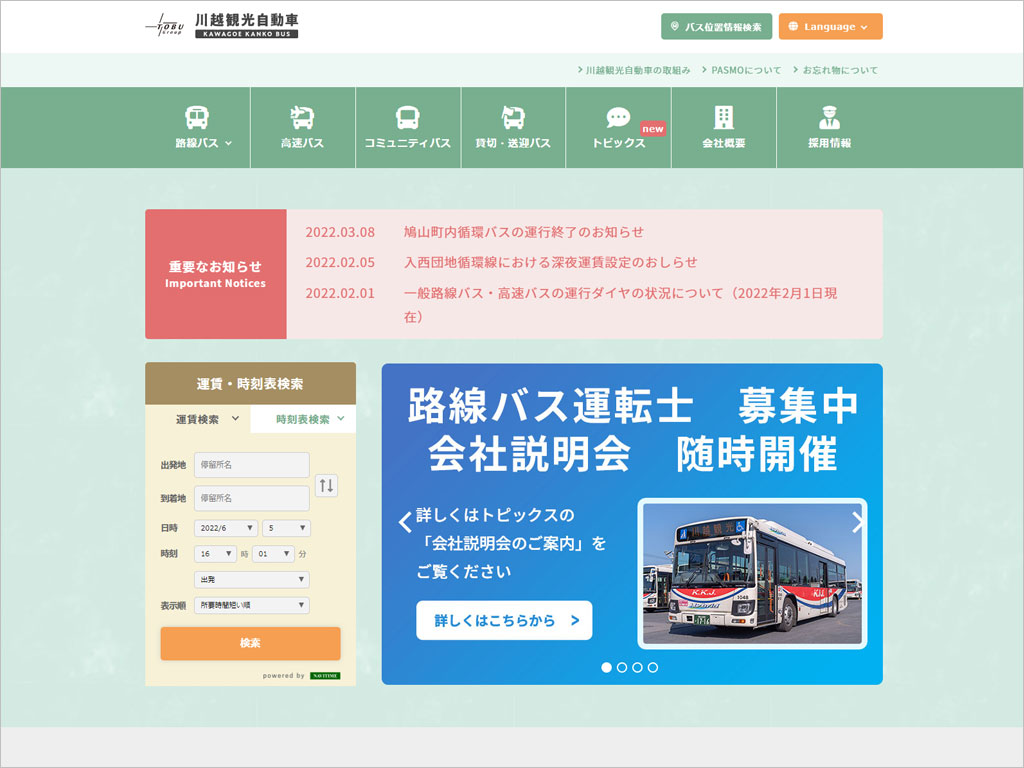 TOBU
Group
川越観光自動車
KAWAGOE KANKO BUS
バス位置情報検索
Language
川越観光自動車の取組み
PASMOについて
お忘れ物について
路線バス
高速バス
コミュニティバス
貸切・送迎バス
トピックス
new
会社概要
採用情報
重要なお知らせ
Important Notices
2022.03.08 鳩山町内循環バスの運行終了のお知らせ
2022.02.05 入西団地循環線における深夜運賃設定のおしらせ
2022.02.01 一般路線バス・高速バスの運行ダイヤの状況について（2022年2月1日現
在）
運賃・時刻表検索
運賃検索
時刻表検索
出発地 停留所名
到着地 停留所名
日時 2022/6 5
時刻 16 時 01 分
出発
表示順 所要時間短い順
検索
powered by NAVITIME
路線バス運転士 募集中
会社説明会 随時開催
詳しくはトピックスの
「会社説明会のご案内」を
ご覧ください
詳しくはこちらから
川越観光
K.K.J.
K.K.J.
1048